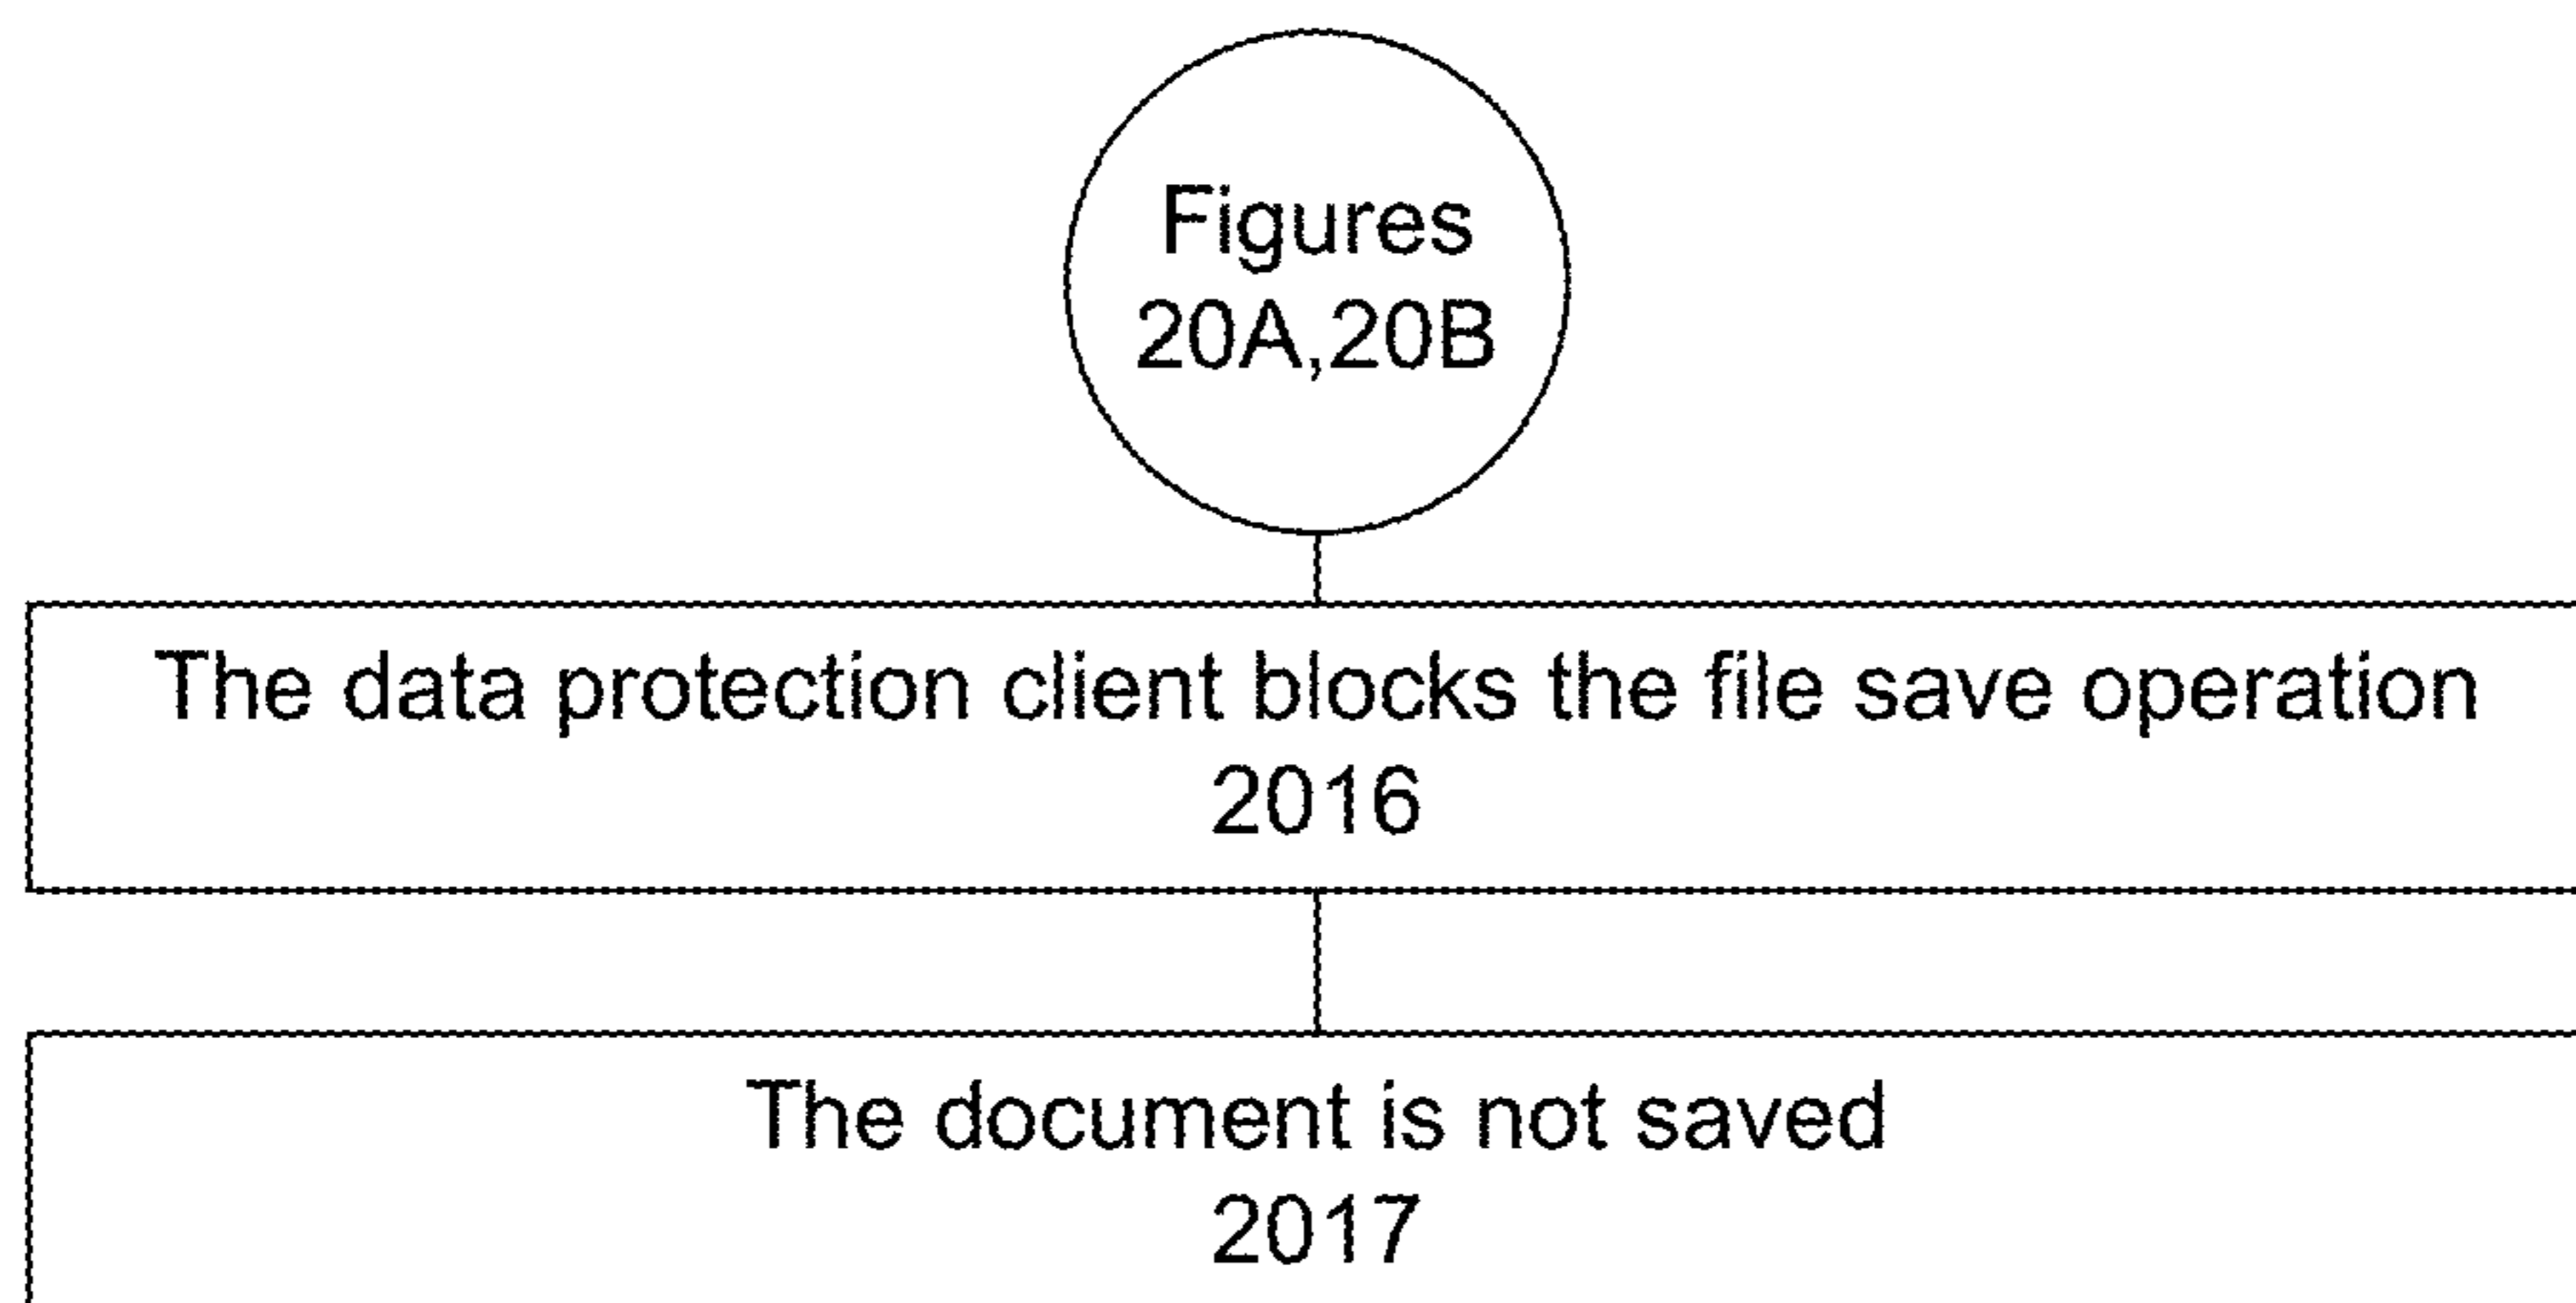 Figures
20A,20B
The data protection client blocks the file save operation
2016
The document is not saved
2017